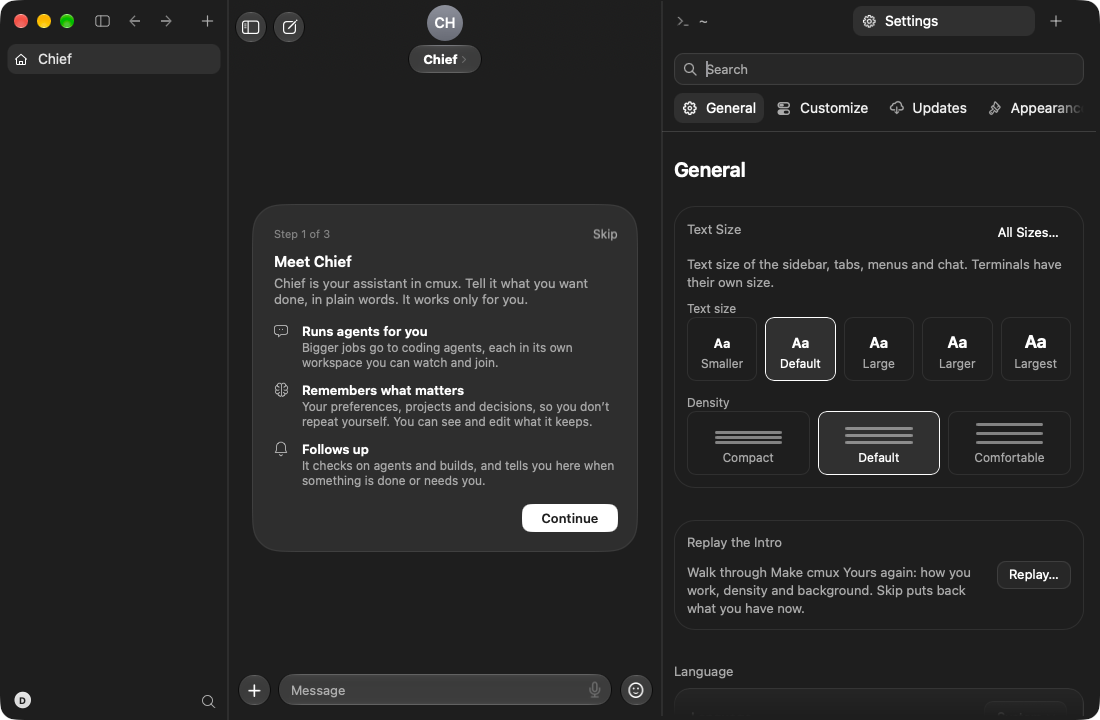 Chief
CH
Chief
~
Settings
Search
General
Customize
Updates
Appearanc
General
Text Size
All Sizes...
Text size of the sidebar, tabs, menus and chat. Terminals have
their own size.
Text size
Aa
Smaller
Aa
Default
Aa
Large
Aa
Larger
Aa
Largest
Density
Compact
Default
Comfortable
Replay the Intro
Walk through Make cmux Yours again: how you
work, density and background. Skip puts back
what you have now.
Replay...
Language
Step 1 of 3
Skip
Meet Chief
Chief is your assistant in cmux. Tell it what you want
done, in plain words. It works only for you.
Runs agents for you
Bigger jobs go to coding agents, each in its own
workspace you can watch and join.
Remembers what matters
Your preferences, projects and decisions, so you don't
repeat yourself. You can see and edit what it keeps.
Follows up
It checks on agents and builds, and tells you here when
something is done or needs you.
Continue
Message
D